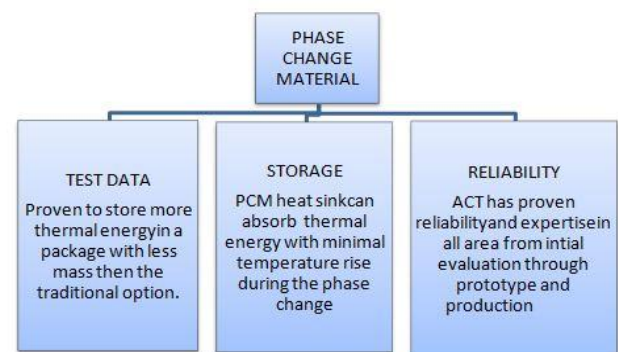 PHASE
CHANGE
MATERIAL
TEST DATA
Proven to store more
thermal energyin a
package with less
mass then the
traditional option.
STORAGE
PCM heat sinkcan
absorb thermal
energy with minimal
temperature rise
during the phase
change
RELIABILITY
ACT has proven
reliabilityand expertisein
all area from intial
evaluation through
prototype and
production